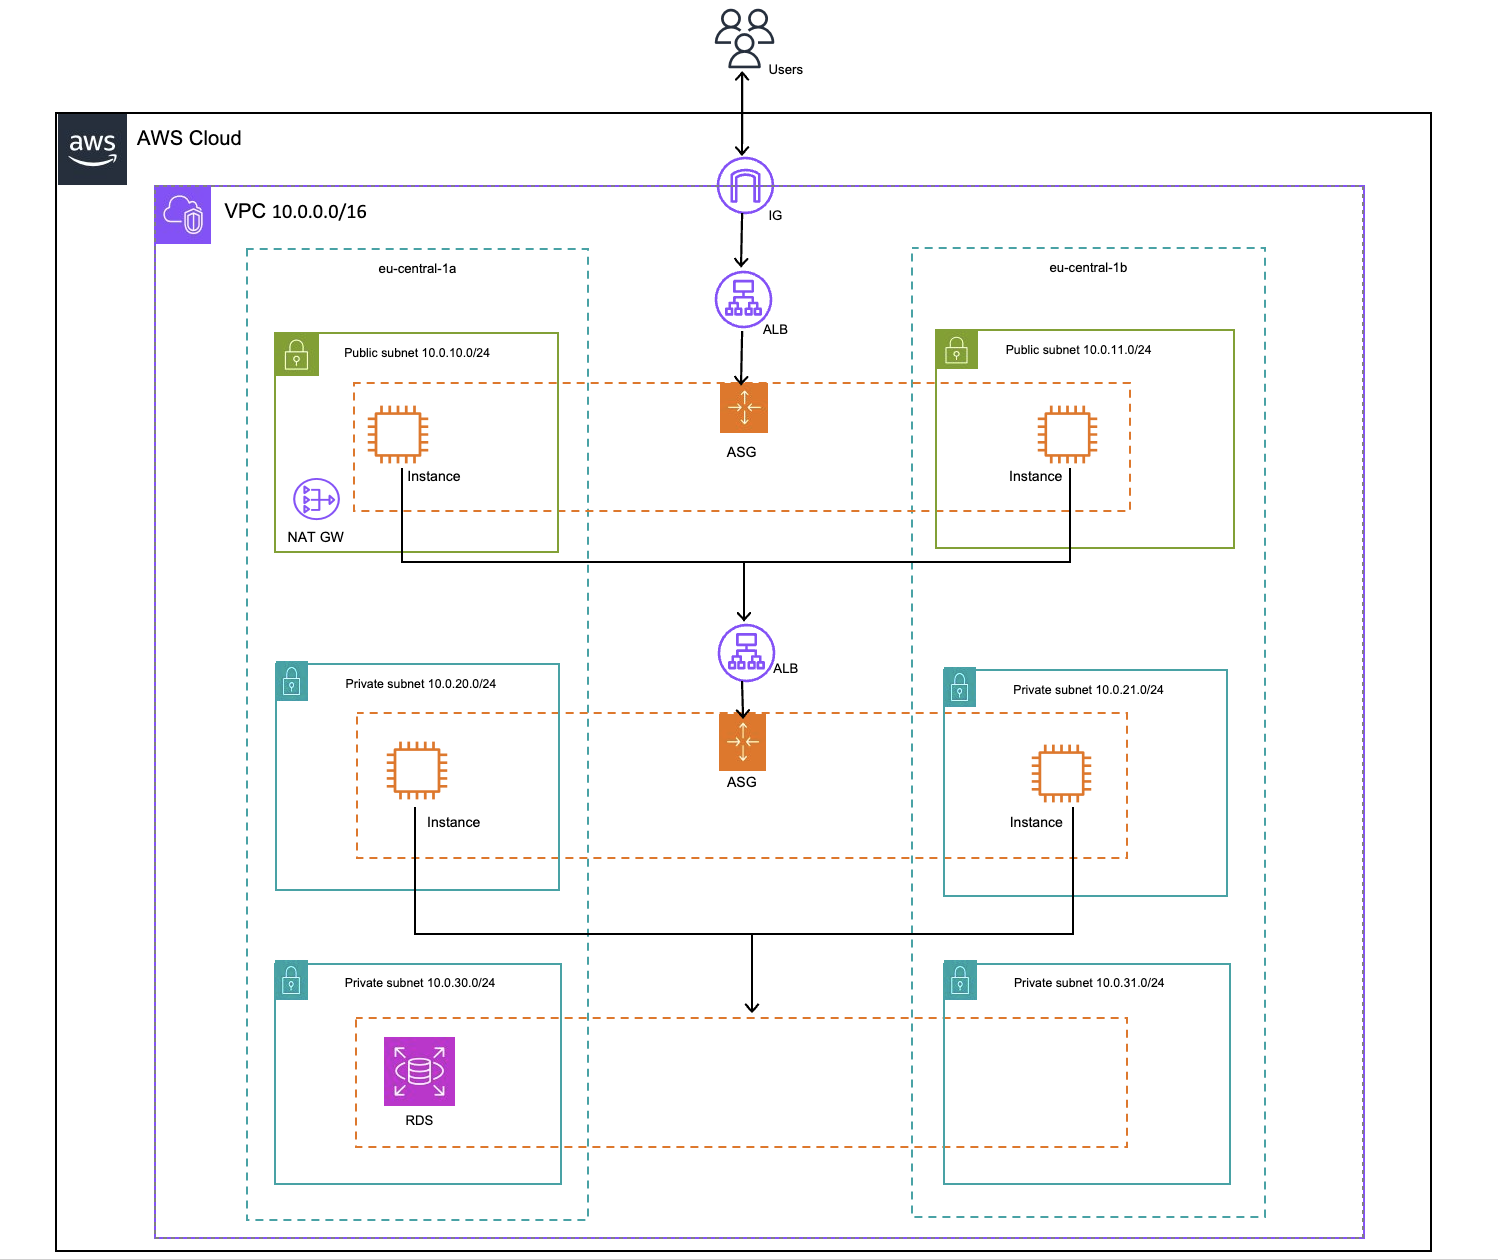 Users
aws
AWS Cloud
IG
VPC 10.0.0.0/16
eu-central-1a
eu-central-1b
ALB
Public subnet 10.0.10.0/24
Public subnet 10.0.11.0/24
ASG
Instance
Instance
NAT GW
ALB
Private subnet 10.0.20.0/24
Private subnet 10.0.21.0/24
ASG
Instance
Instance
Private subnet 10.0.30.0/24
Private subnet 10.0.31.0/24
RDS